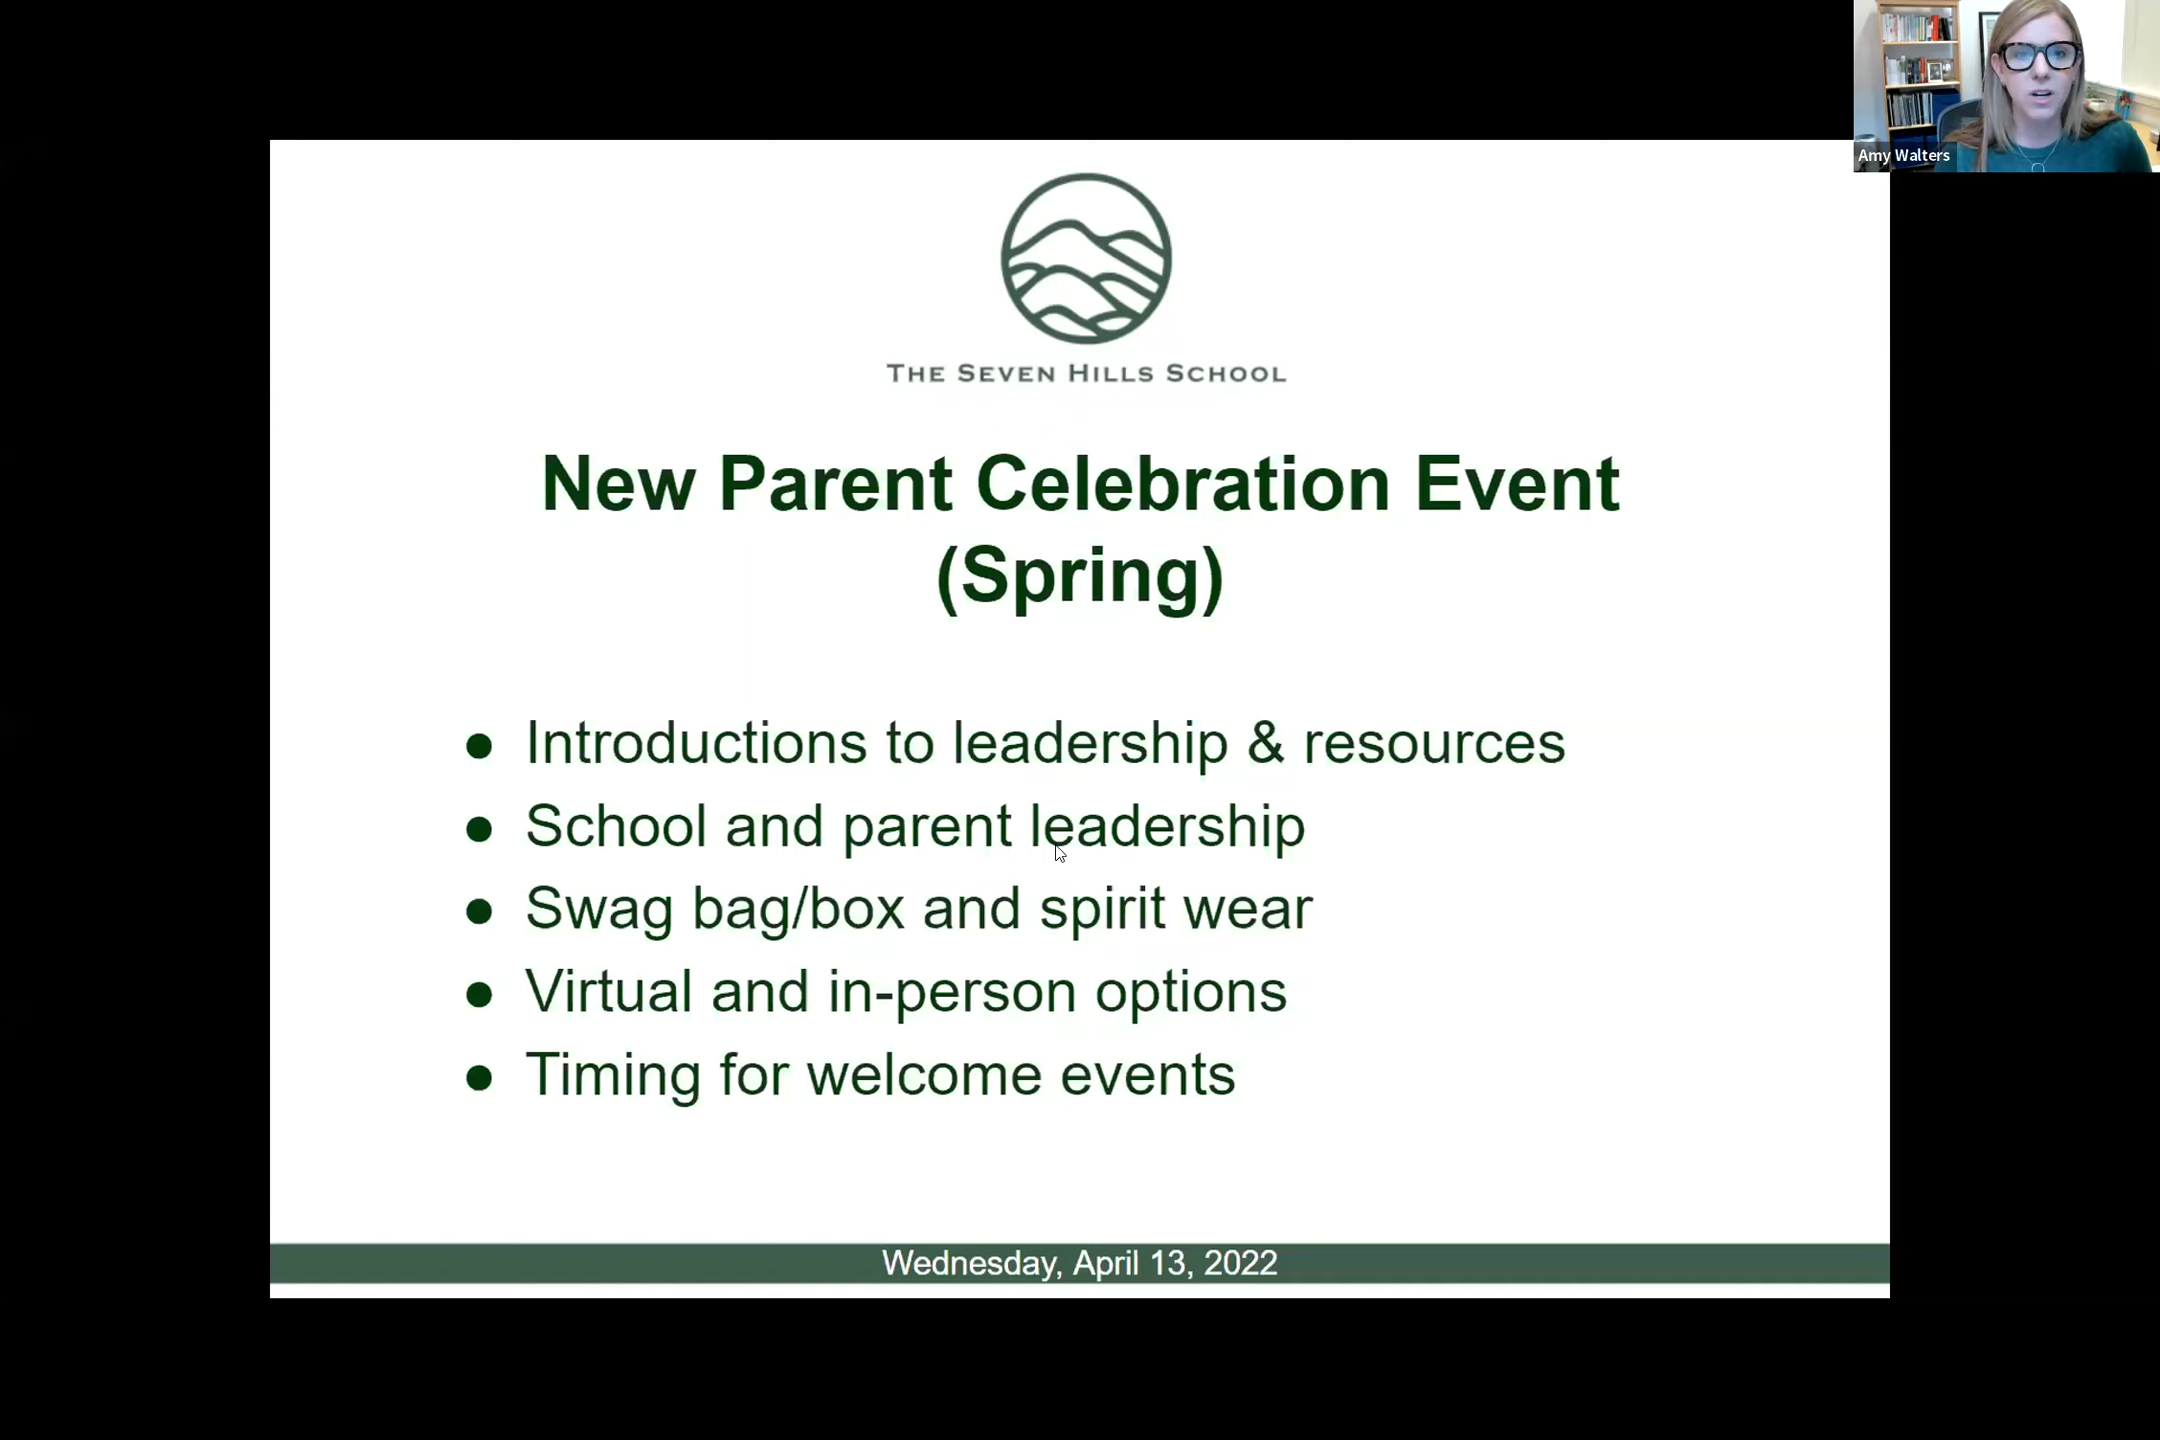 Amy Walters
THE SEVEN HILLS SCHOOL
New Parent Celebration Event
(Spring)
● Introductions to leadership & resources
● School and parent leadership
● Swag bag/box and spirit wear
● Virtual and in-person options
● Timing for welcome events
Wednesday, April 13, 2022